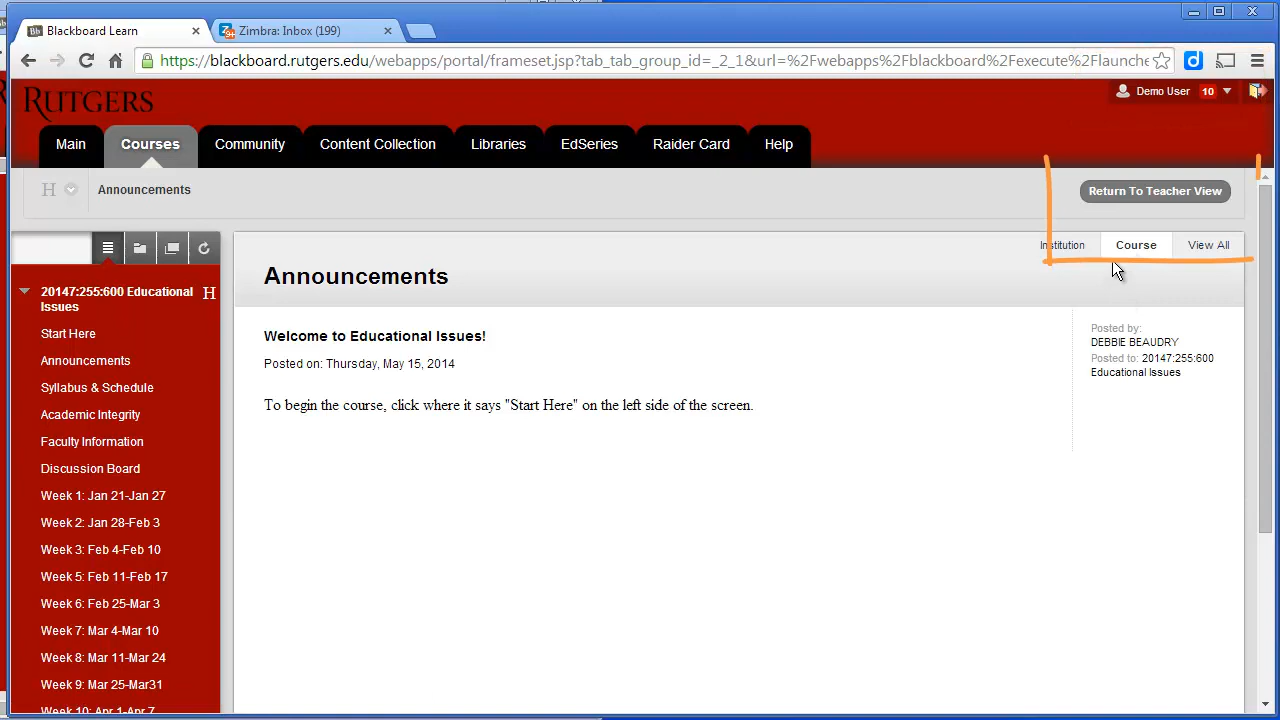 Bb Blackboard Learn
Zimbra: Inbox (199)
https://blackboard.rutgers.edu/webapps/portal/frameset.jsp?tab_tab_group_id=_2_1&url=%2Fwebapps%2Fblackboard%2Fexecute%2Flaunche
RUTGERS
Demo User 10
Main Courses Community Content Collection Libraries EdSeries Raider Card Help
H Announcements
Return To Teacher View
Institution Course View All
Announcements
20147:255:600 Educational H
Issues
Start Here
Announcements
Syllabus & Schedule
Academic Integrity
Faculty Information
Discussion Board
Week 1: Jan 21-Jan 27
Week 2: Jan 28-Feb 3
Week 3: Feb 4-Feb 10
Week 5: Feb 11-Feb 17
Week 6: Feb 25-Mar 3
Week 7: Mar 4-Mar 10
Week 8: Mar 11-Mar 24
Week 9: Mar 25-Mar31
Week 10: Apr 1-Apr 7
Welcome to Educational Issues!
Posted on: Thursday, May 15, 2014
To begin the course, click where it says "Start Here" on the left side of the screen.
Posted by:
DEBBIE BEAUDRY
Posted to: 20147:255:600
Educational Issues